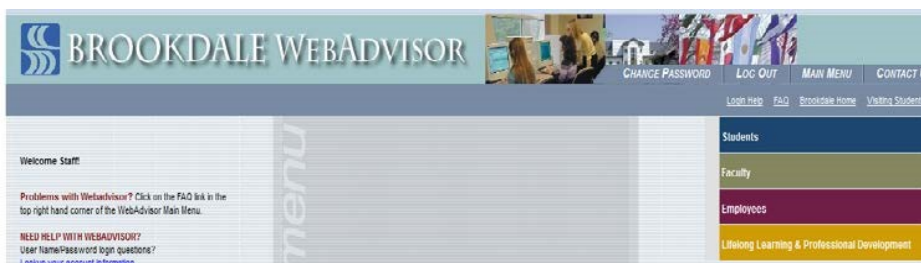 BROOKDALE WEBADVISOR
CHANGE PASSWORD LOG OUT MAIN MENU CONTACT
Login Help FAQ Brookdale Home Visiting Student
menu
Welcome Staff!
Problems with Webadvisor? Click on the FAQ link in the
top right hand corner of the WebAdvisor Main Menu.
NEED HELP WITH WEBADVISOR?
User Name/Password login questions?
Students
Faculty
Employees
Lifelong Learning & Professional Development
menu